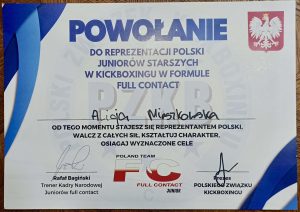 POWOŁANIE
DO REPREZENTACJI POLSKI
JUNIORÓW STARSZYCH
W KICKBOXINGU W FORMULE
FULL CONTACT
Alicja
OD TEGO MOMENTU STAJESZ SIĘ REPREZENTANTEM POLSKI,
WALCZ Z CAŁYCH SIŁ, KSZTAŁTUJ CHARAKTER,
OSIĄGAJ WYZNACZONE CELE
POLAND TEAM
FC
FULL CONTACT
JUNIOR
Rafał Bagiński
Trener Kadry Narodowej
Juniorów full contact
Prezes
POLSKIEGO ZWIĄZKU
KICKBOXINGU